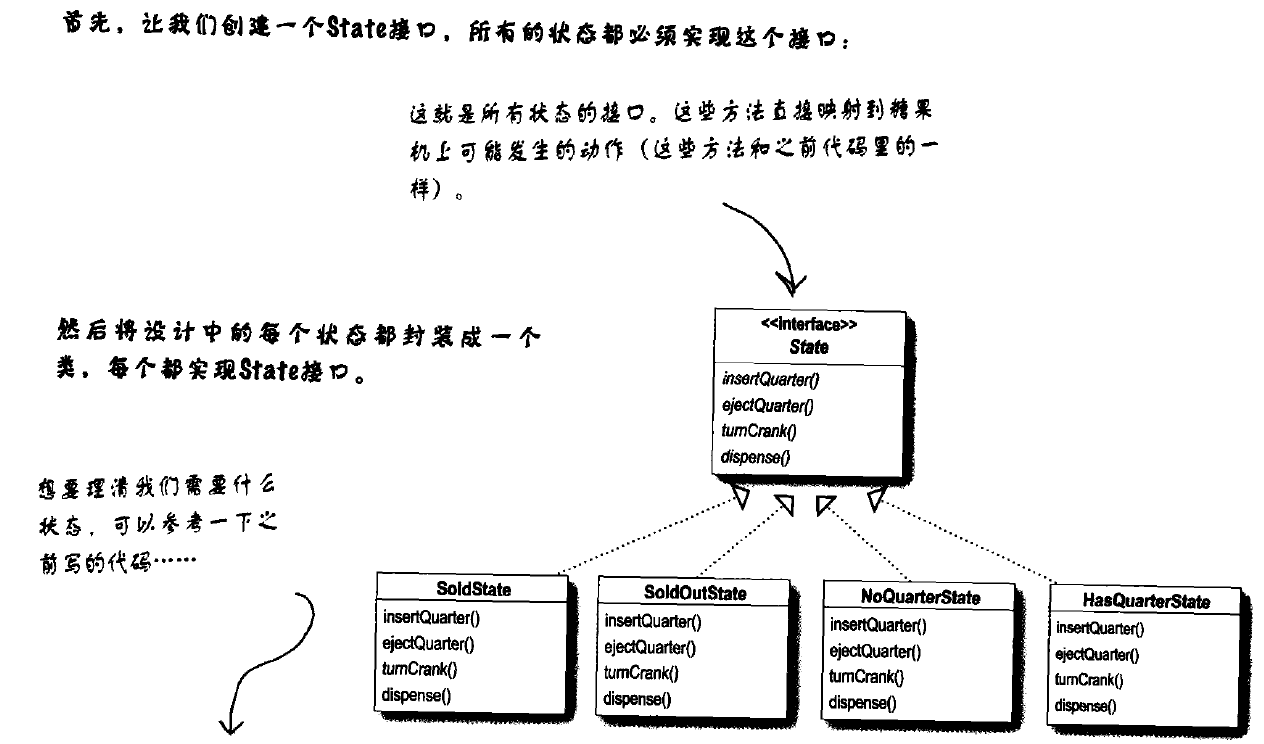 首先，让我们创建一个State接口，所有的状态都必须实现这个接口：
这就是所有状态的接口。这些方法直接映射到糖果
机上可能发生的动作（这些方法和之前代码里的一
样）。
然后将设计中的每个状态都封装成一个
类，每个都实现State接口。
<<interface>>
State
insertQuarter()
ejectQuarter()
turnCrank()
dispense()
想要理清我们需要什么
状态，可以参考一下之
前写的代码……
SoldState
insertQuarter()
ejectQuarter()
turnCrank()
dispense()
SoldOutState
insertQuarter()
ejectQuarter()
turnCrank()
dispense()
NoQuarterState
insertQuarter()
ejectQuarter()
turnCrank()
dispense()
HasQuarterState
insertQuarter()
ejectQuarter()
turnCrank()
dispense()